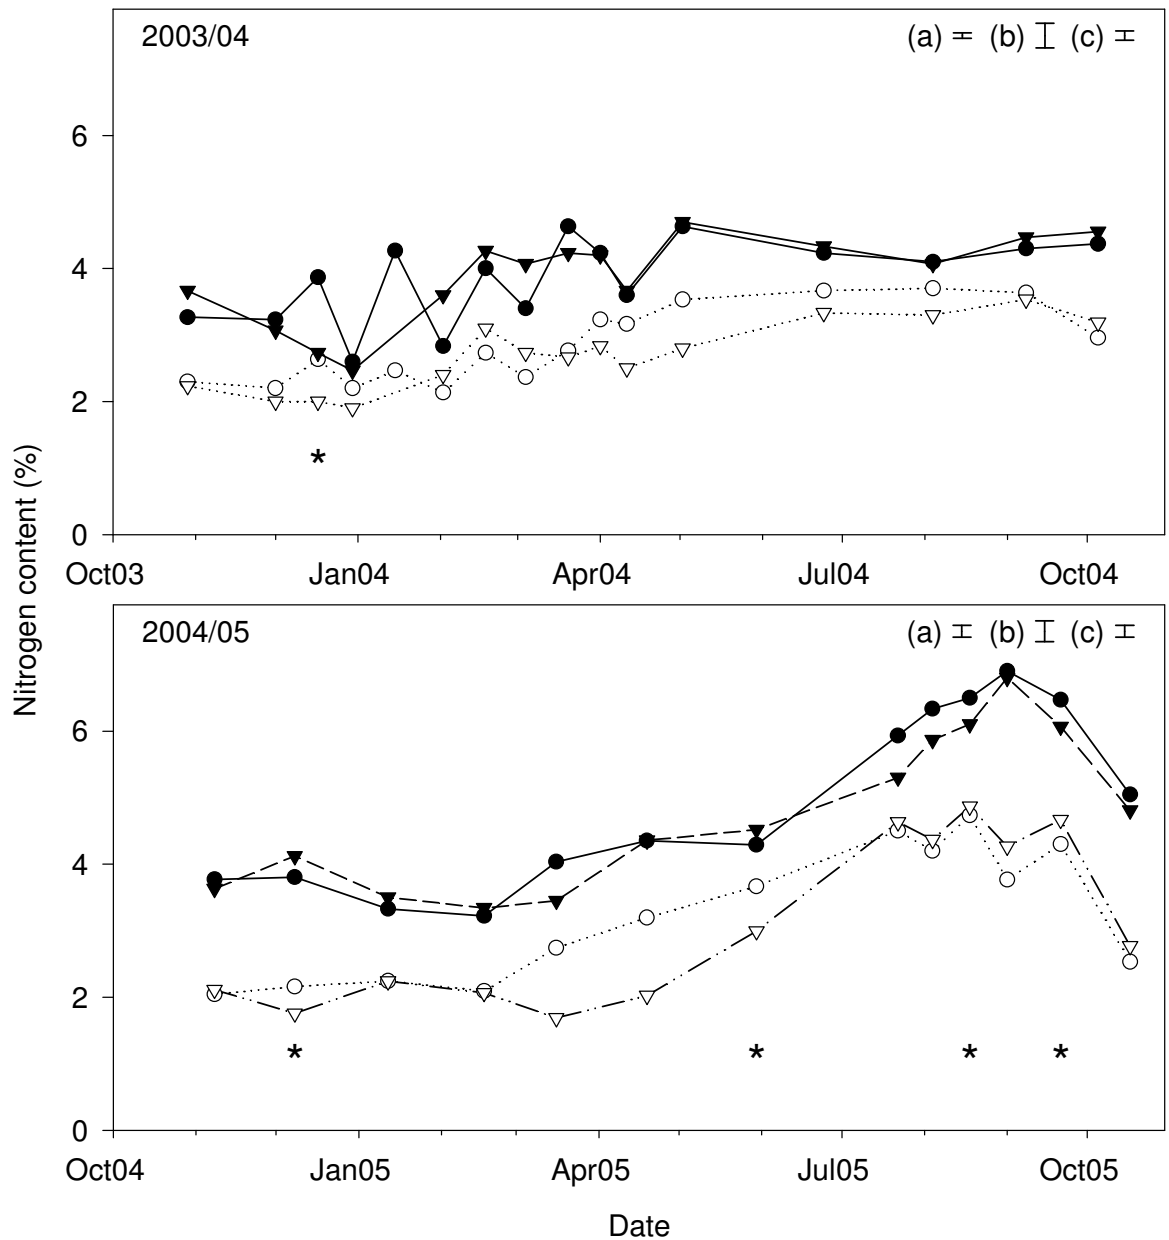 2003/04 (a) (b) (c)
6
4
2
*
0
Oct03 Jan04 Apr04 Jul04 Oct04
Nitrogen content (%)
2004/05 (a) (b) (c)
6
4
2
* * * *
0
Oct04 Jan05 Apr05 Jul05 Oct05
Date